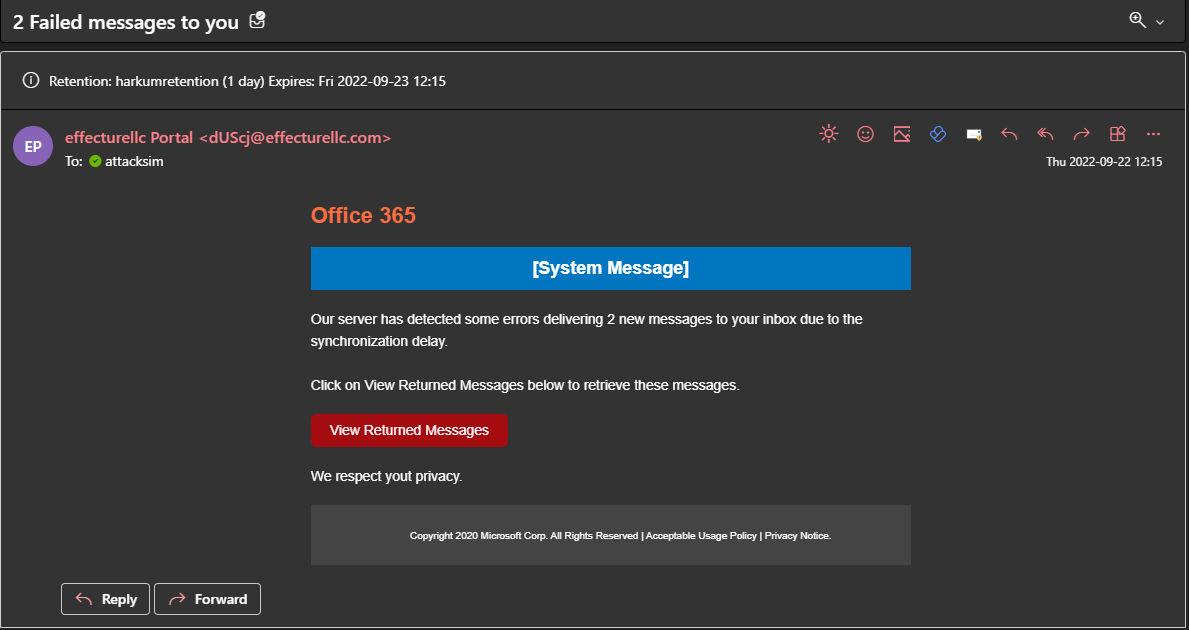 2 Failed messages to you
Retention: harkumretention (1 day) Expires: Fri 2022-09-23 12:15
EP
effecturellc Portal <dUScj@effecturellc.com>
To: attacksim
Thu 2022-09-22 12:15
Office 365
[System Message]
Our server has detected some errors delivering 2 new messages to your inbox due to the
synchronization delay.
Click on View Returned Messages below to retrieve these messages.
View Returned Messages
We respect yout privacy.
Copyright 2020 Microsoft Corp. All Rights Reserved | Acceptable Usage Policy | Privacy Notice.
Reply
Forward